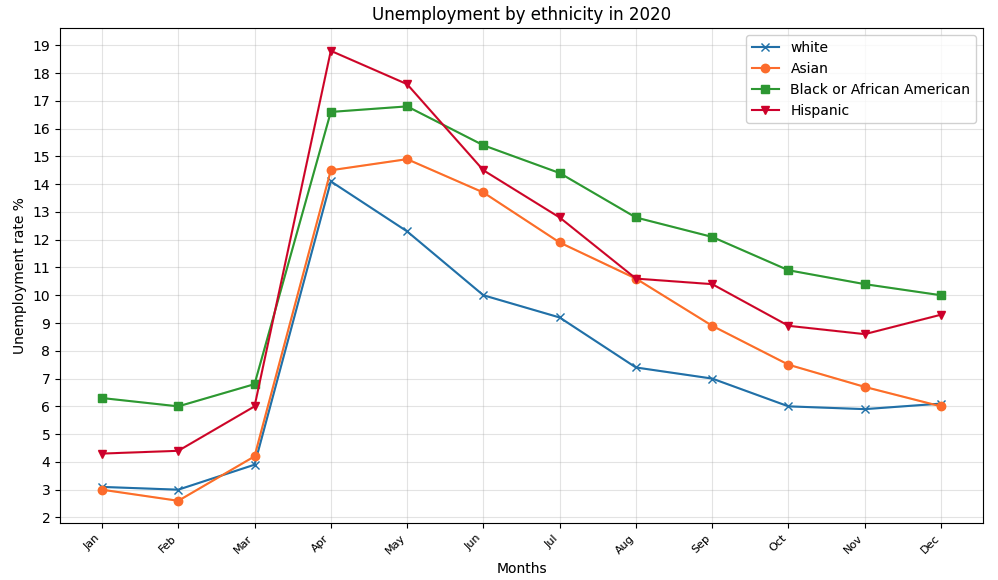 Unemployment by ethnicity in 2020
white
Asian
Black or African American
Hispanic
Unemployment rate %
19
18
17
16
15
14
13
12
11
10
9
8
7
6
5
4
3
2
Jan
Feb
Mar
Apr
May
Jun
Jul
Aug
Sep
Oct
Nov
Dec
Months